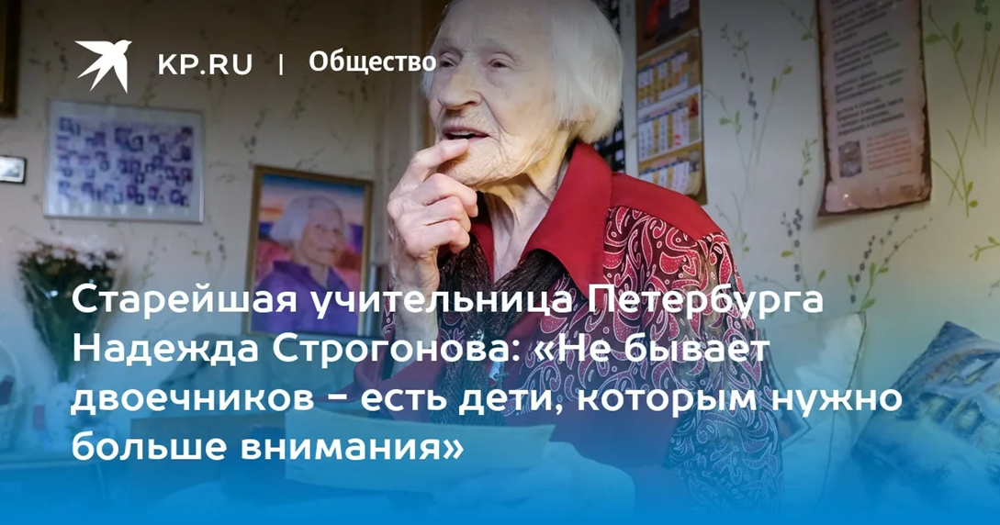 KP.RU | Общество
Старейшая учительница Петербурга
Надежда Строгонова: «Не бывает
двоечников – есть дети, которым нужно
больше внимания»